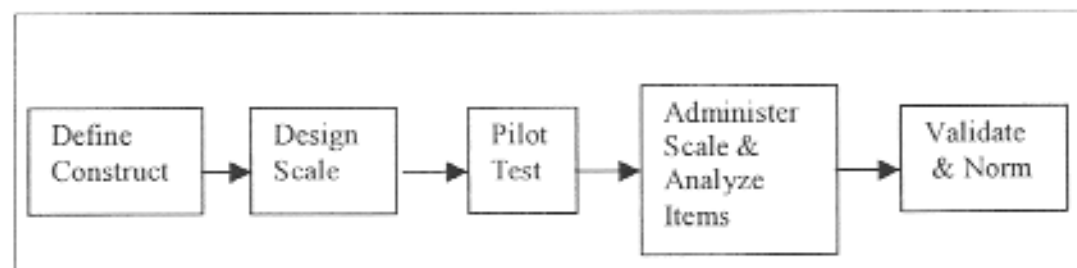 Define
Construct
Design
Scale
Pilot
Test
Administer
Scale &
Analyze
Items
Validate
& Norm